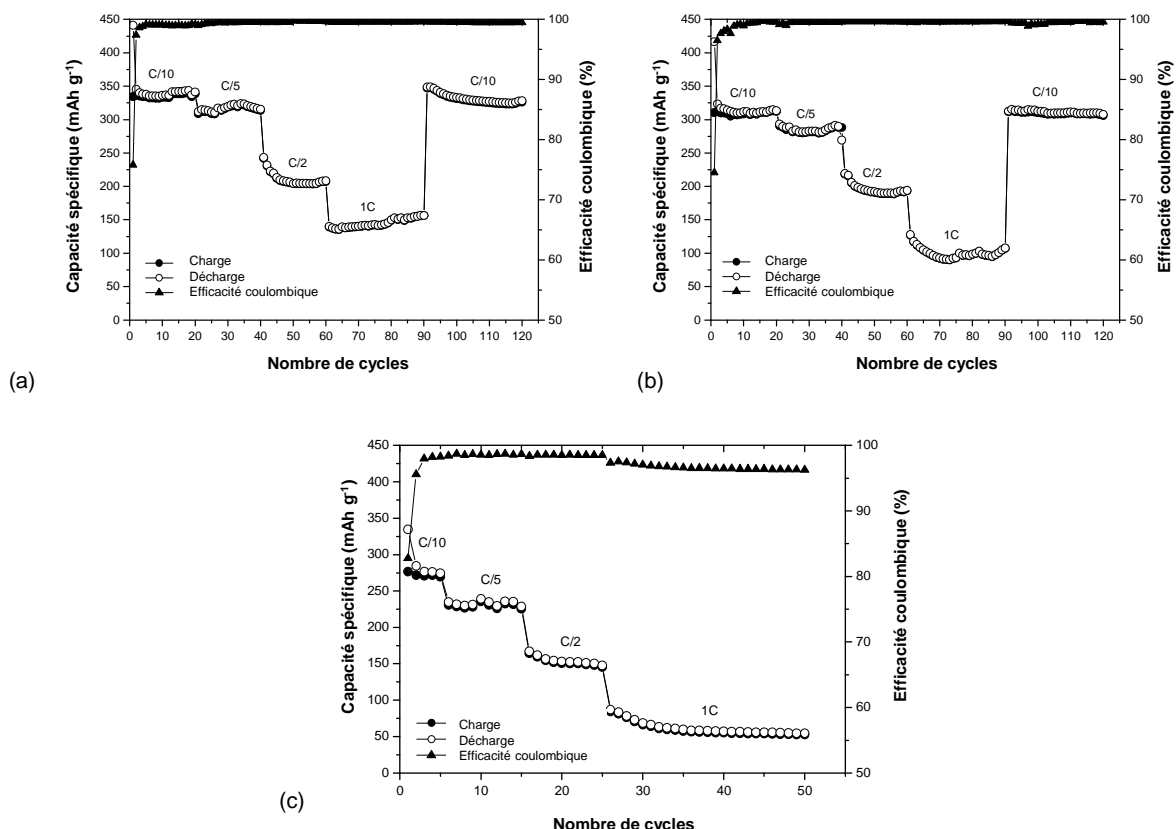 450
400
350
300
250
200
150
100
50
0
Capacité spécifique (mAh g-1)
C/10
C/5
C/2
1C
C/10
Charge
Décharge
Efficacité coulombique
100
90
80
70
60
50
Efficacité coulombique (%)
0 10 20 30 40 50 60 70 80 90 100 110 120
Nombre de cycles
(a)
450
400
350
300
250
200
150
100
50
0
Capacité spécifique (mAh g-1)
C/10
C/5
C/2
1C
C/10
Charge
Décharge
Efficacité coulombique
100
90
80
70
60
50
Efficacité coulombique (%)
0 10 20 30 40 50 60 70 80 90 100 110 120
Nombre de cycles
(b)
450
400
350
300
250
200
150
100
50
0
Capacité spécifique (mAh g-1)
C/10
C/5
C/2
1C
Charge
Décharge
Efficacité coulombique
100
90
80
70
60
50
Efficacité coulombique (%)
0 10 20 30 40 50
Nombre de cycles
(c)